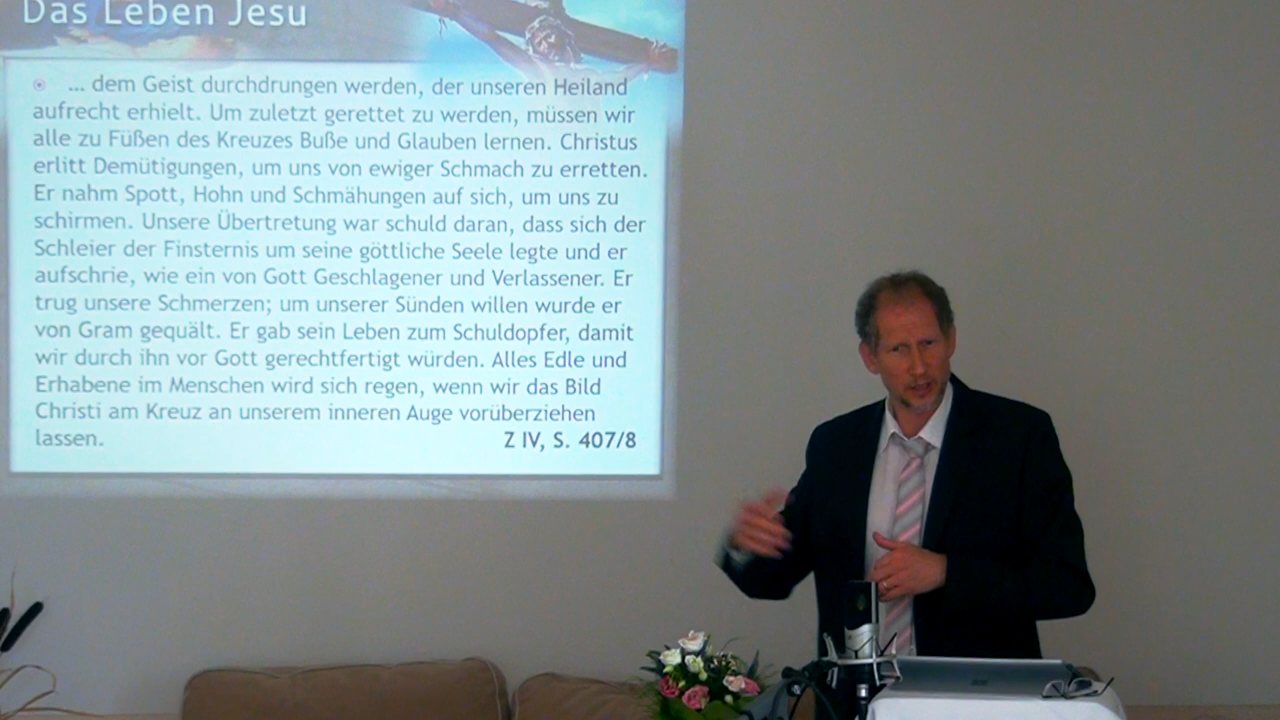 Das Leben Jesu
... dem Geist durchdrungen werden, der unseren Heiland
aufrecht erhielt. Um zuletzt gerettet zu werden, müssen wir
alle zu Füßen des Kreuzes Buße und Glauben lernen. Christus
erlitt Demütigungen, um uns von ewiger Schmach zu erretten.
Er nahm Spott, Hohn und Schmähungen auf sich, um uns zu
schirmen. Unsere Übertretung war schuld daran, dass sich der
Schleier der Finsternis um seine göttliche Seele legte und er
aufschrie, wie ein von Gott Geschlagener und Verlassener. Er
trug unsere Schmerzen; um unserer Sünden willen wurde er
von Gram gequält. Er gab sein Leben zum Schuldopfer, damit
wir durch ihn vor Gott gerechtfertigt würden. Alles Edle und
Erhabene im Menschen wird sich regen, wenn wir das Bild
Christi am Kreuz an unserem inneren Auge vorüberziehen
lassen. Z IV, S. 407/8